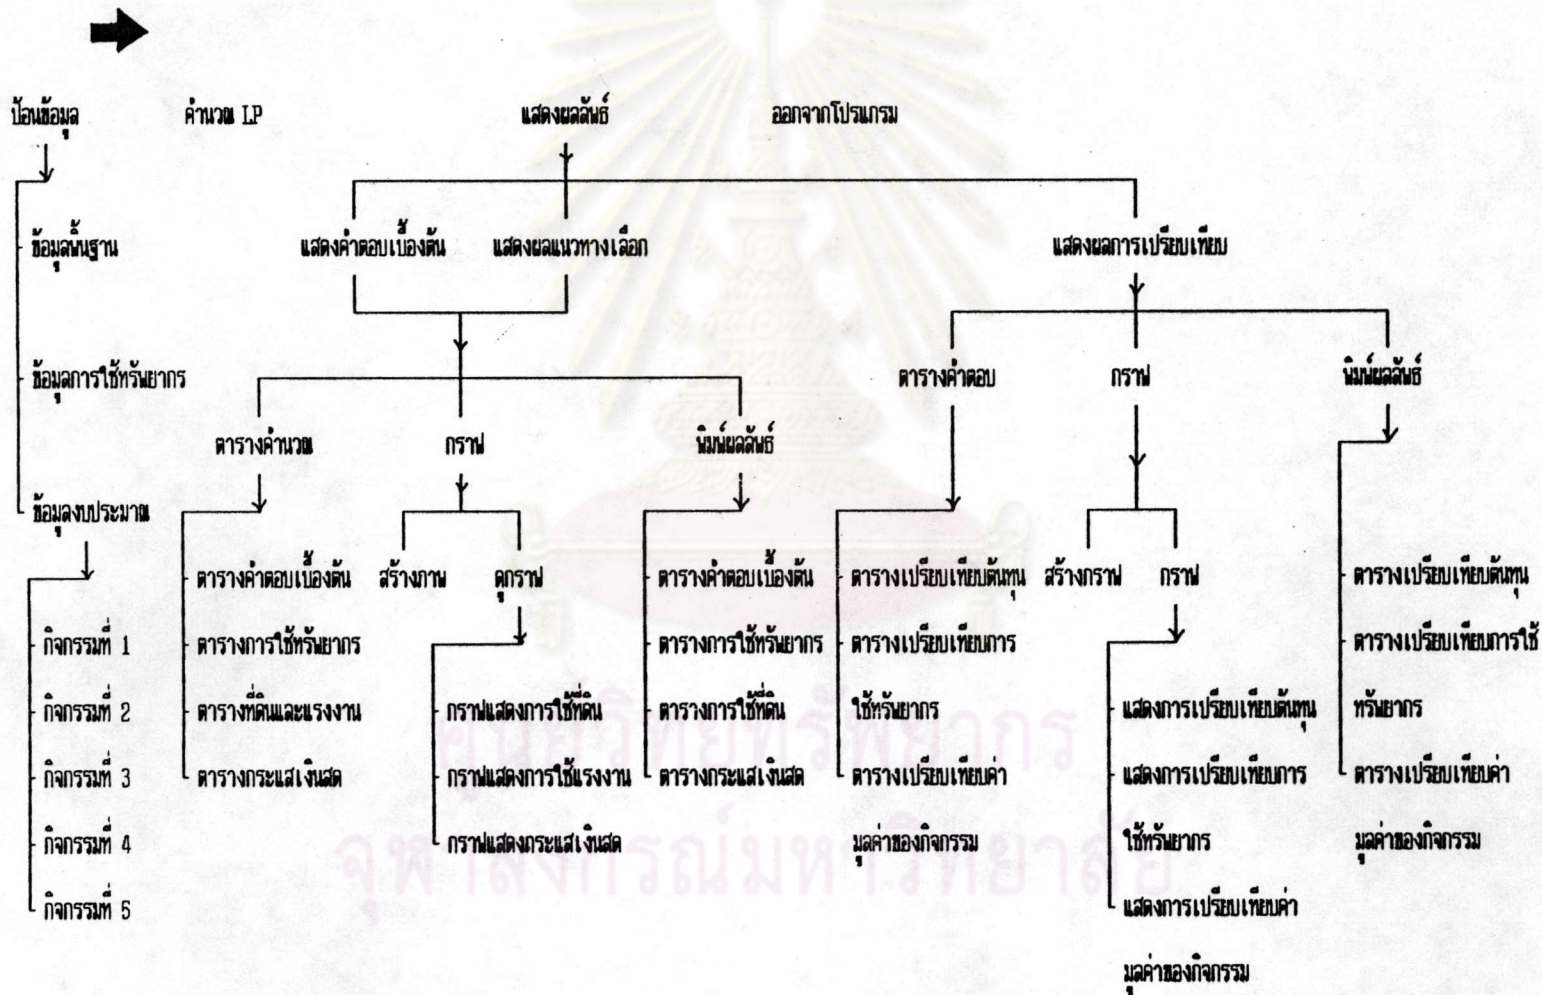 ป้อนข้อมูล
คำนวณ LP
แสดงผลลัพธ์
ออกจากโปรแกรม
ข้อมูลพื้นฐาน
แสดงคำตอบเบื้องต้น
แสดงผลแนวทางเลือก
แสดงผลการเปรียบเทียบ
ข้อมูลการใช้ทรัพยากร
ตารางคำตอบ
กราฟ
พิมพ์ผลลัพธ์
ตารางคำนวณ
กราฟ
พิมพ์ผลลัพธ์
ข้อมูลงบประมาณ
ตารางคำตอบเบื้องต้น
สร้างภาพ
ดูกราฟ
ตารางคำตอบเบื้องต้น
ตารางเปรียบเทียบต้นทุน
สร้างกราฟ
กราฟ
ตารางเปรียบเทียบต้นทุน
กิจกรรมที่ 1
ตารางการใช้ทรัพยากร
ตารางการใช้ทรัพยากร
ตารางเปรียบเทียบการ
ตารางเปรียบเทียบการใช้
กิจกรรมที่ 2
ตารางที่ดินและแรงงาน
กราฟแสดงการใช้ที่ดิน
ตารางการใช้ที่ดิน
ใช้ทรัพยากร
แสดงการเปรียบเทียบต้นทุน
ทรัพยากร
กิจกรรมที่ 3
ตารางกระแสเงินสด
กราฟแสดงการใช้แรงงาน
ตารางกระแสเงินสด
ตารางเปรียบเทียบค่า
แสดงการเปรียบเทียบการ
ตารางเปรียบเทียบค่า
กิจกรรมที่ 4
กราฟแสดงกระแสเงินสด
มูลค่าของกิจกรรม
ใช้ทรัพยากร
มูลค่าของกิจกรรม
กิจกรรมที่ 5
แสดงการเปรียบเทียบค่า
มูลค่าของกิจกรรม
ศูนย์วิทยทรัพยากร
จุฬาลงกรณ์มหาวิทยาลัย